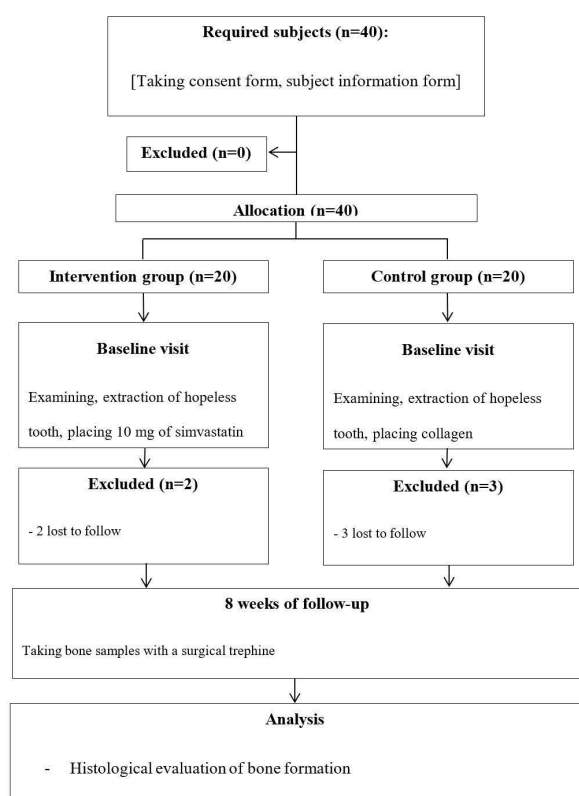 Required subjects (n=40):
[Taking consent form, subject information form]
Excluded (n=0)
Allocation (n=40)
Intervention group (n=20)
Control group (n=20)
Baseline visit
Examining, extraction of hopeless
tooth, placing 10 mg of simvastatin
Baseline visit
Examining, extraction of hopeless
tooth, placing collagen
Excluded (n=2)
- 2 lost to follow
Excluded (n=3)
- 3 lost to follow
8 weeks of follow-up
Taking bone samples with a surgical trephine
Analysis
- Histological evaluation of bone formation